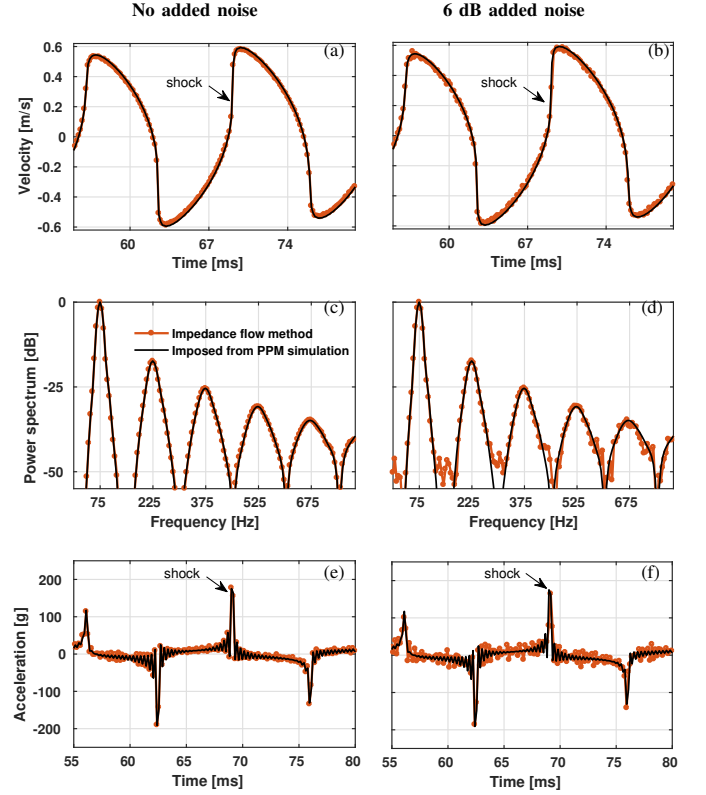 No added noise
6 dB added noise
(a)
(b)
shock
shock
Velocity [m/s]
0.6
0.4
0.2
0
-0.2
-0.4
-0.6
60
67
74
60
67
74
Time [ms]
Time [ms]
(c)
(d)
Impedance flow method
Imposed from PPM simulation
Power spectrum [dB]
0
-25
-50
75
225
375
525
675
75
225
375
525
675
Frequency [Hz]
Frequency [Hz]
(e)
(f)
shock
shock
Acceleration [g]
200
100
0
-100
-200
55
60
65
70
75
80
55
60
65
70
75
80
Time [ms]
Time [ms]